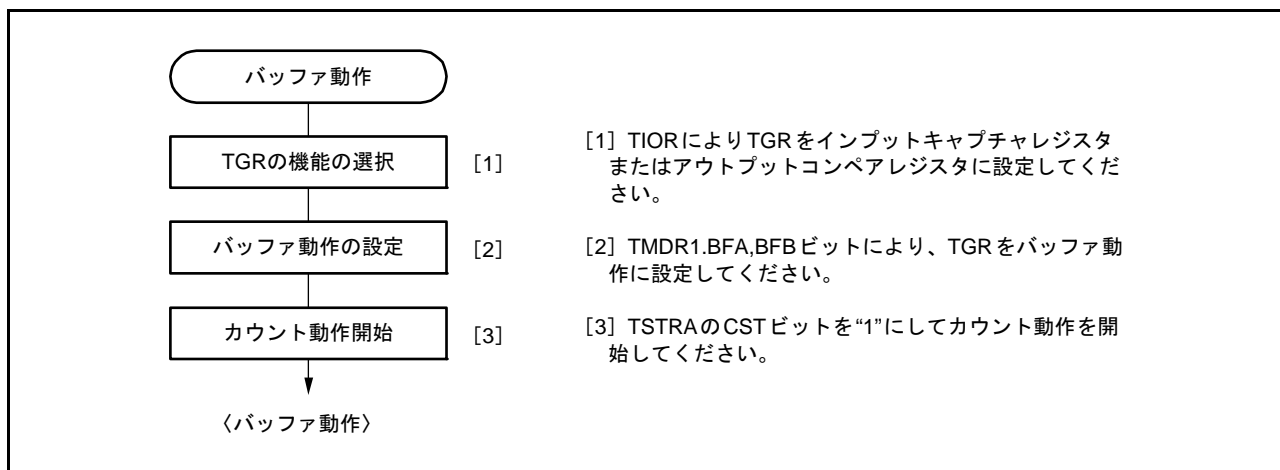 バッファ動作
TGRの機能の選択
[1]
[1] TIORによりTGRをインプットキャプチャレジスタ
またはアウトプットコンペアレジスタに設定してくだ
さい。
バッファ動作の設定
[2]
[2] TMDR1.BFA,BFBビットにより、TGRをバッファ動
作に設定してください。
カウント動作開始
[3]
[3] TSTRAのCSTビットを“1”にしてカウント動作を開
始してください。
〈バッファ動作〉